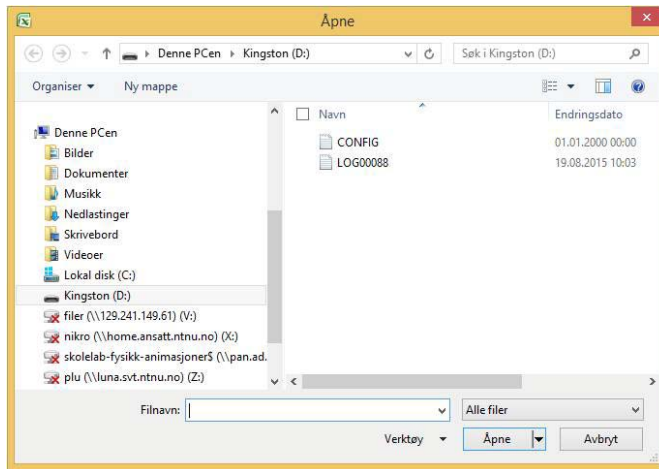 Åpne
Denne PCen Kingston (D:) Søk i Kingston (D:)
Organiser Ny mappe
Navn Endringsdato
Denne PCen
Bilder
Dokumenter
Musikk
Nedlastinger
Skrivebord
Videoer
Lokal disk (C:)
Kingston (D:)
filer (\\129.241.149.61) (V:)
nikro (\\home.ansatt.ntnu.no) (X:)
skolelab-fysikk-animasjoner$ (\\pan.ad.
plu (\\luna.svt.ntnu.no) (Z:)
CONFIG 01.01.2000 00:00
LOG00088 19.08.2015 10:03
Filnavn: Alle filer
Verktøy Åpne Avbryt